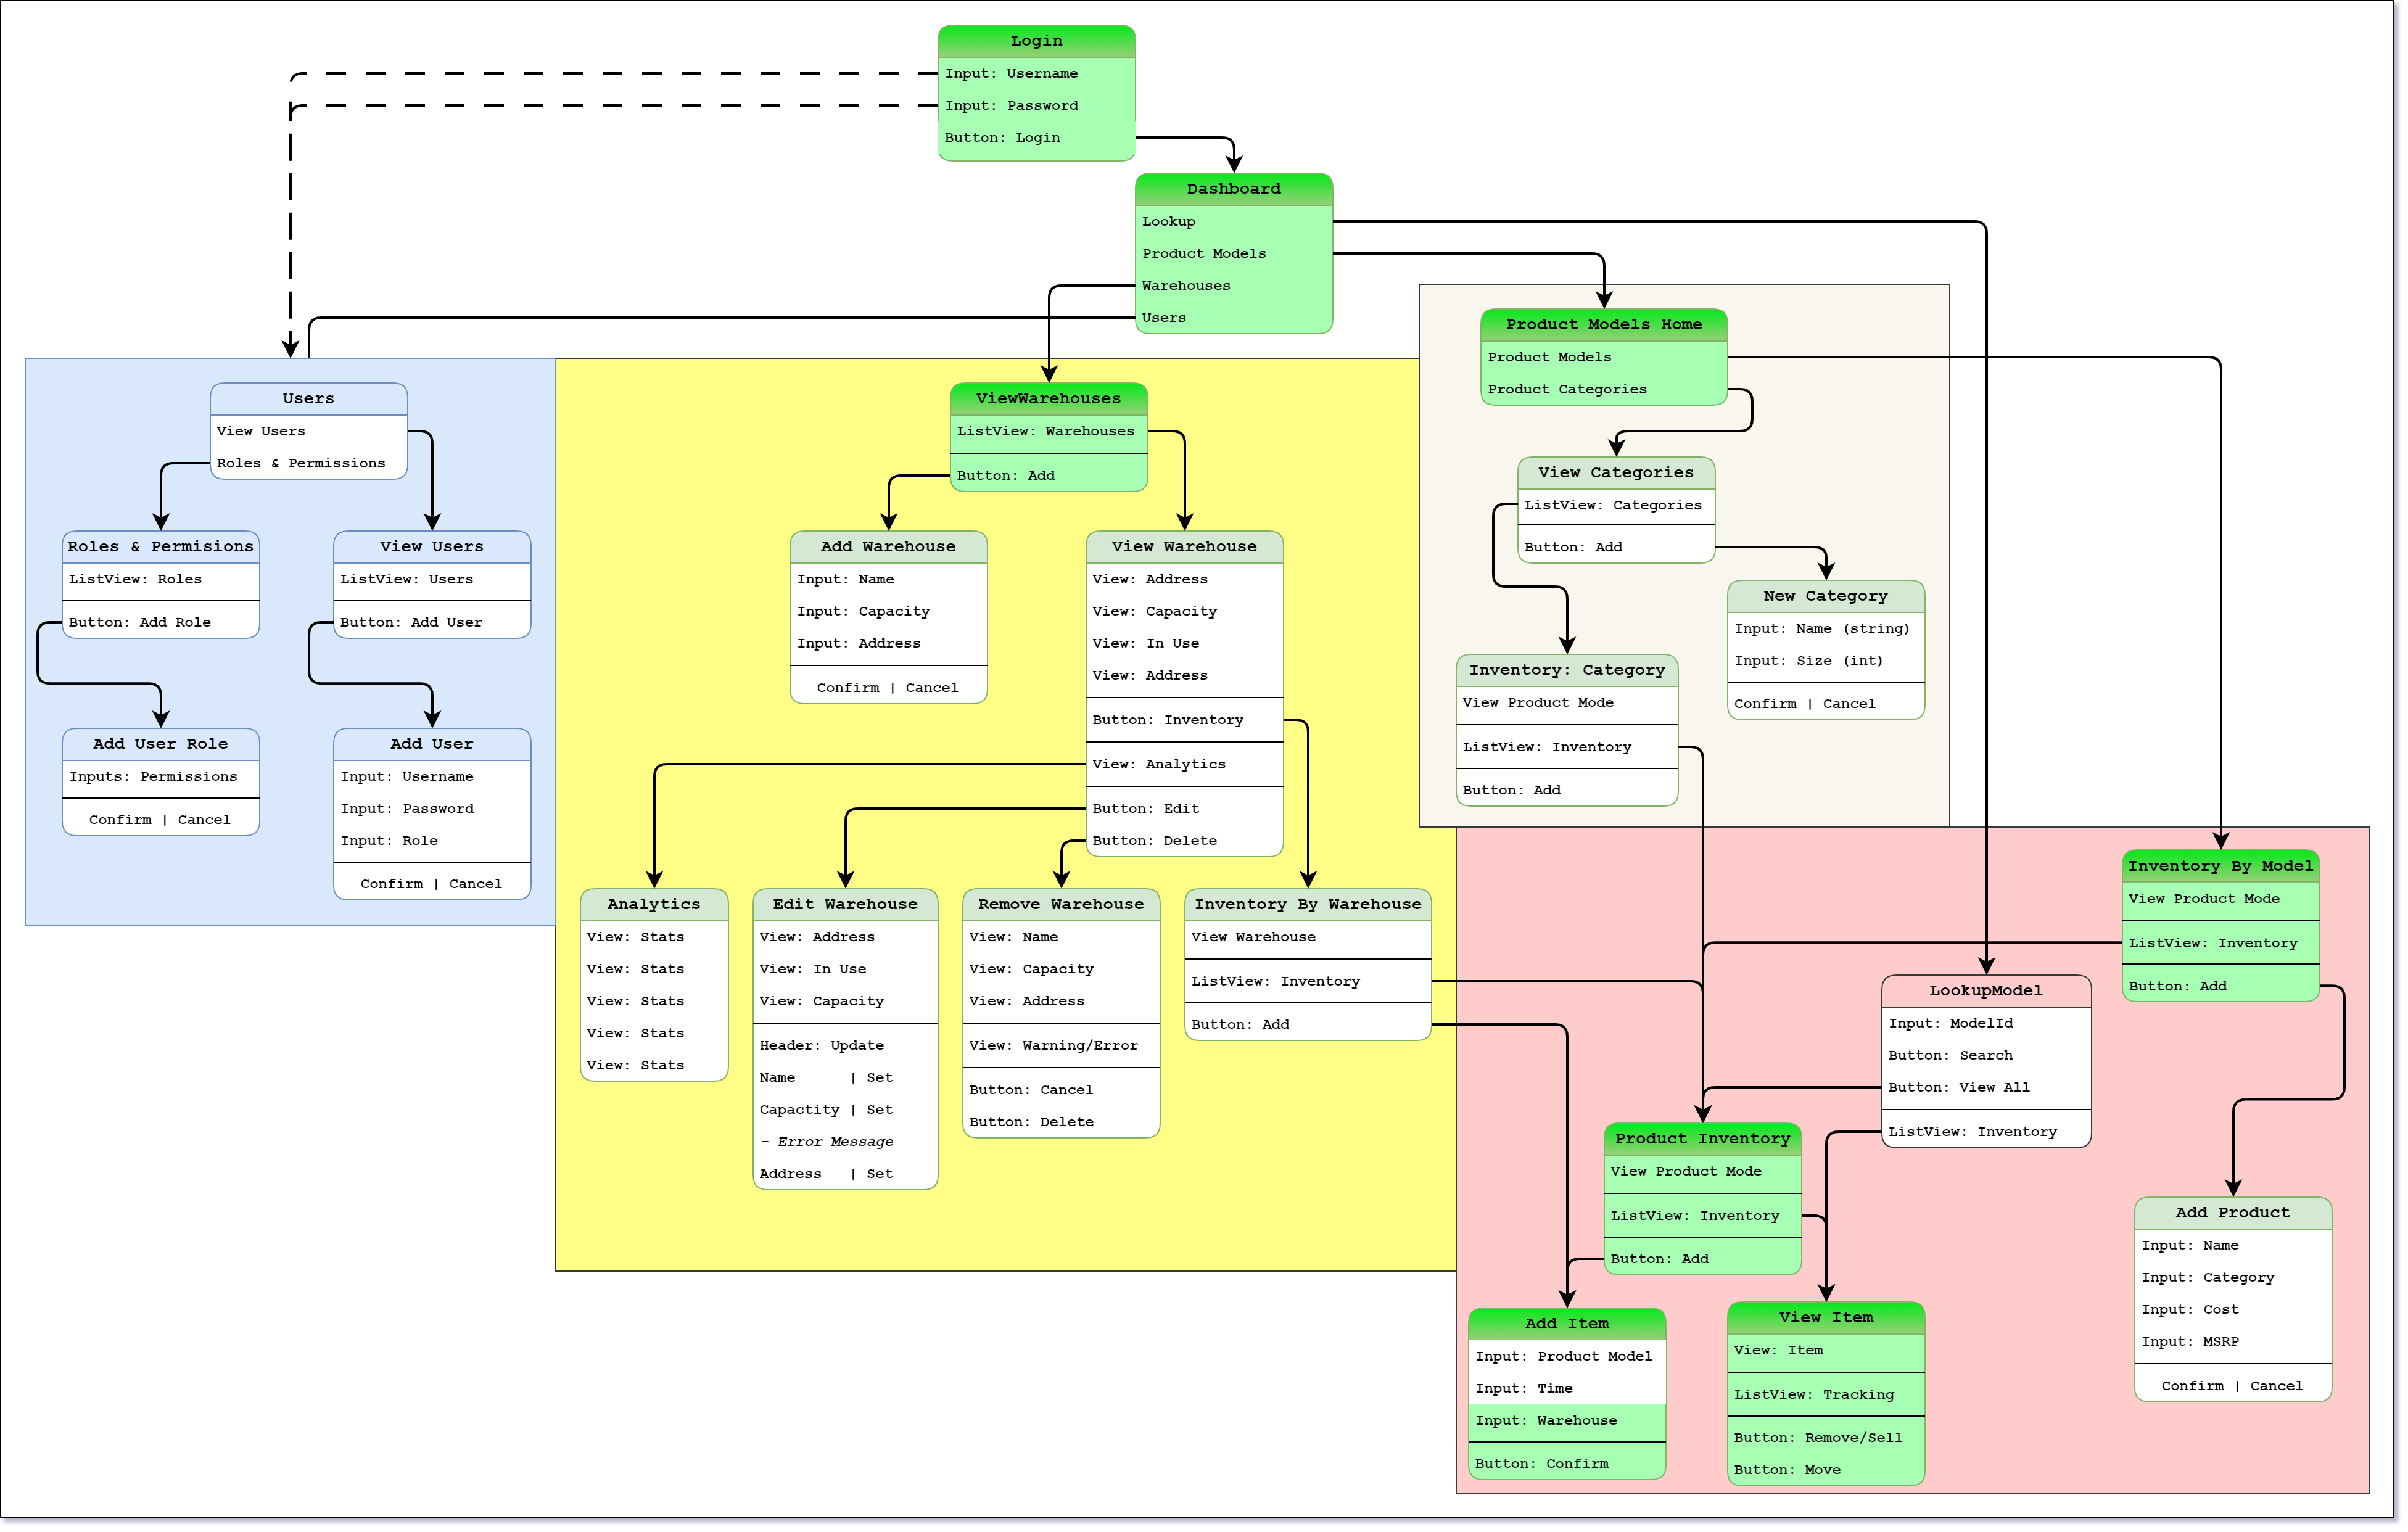 Login
Input: Username
Input: Password
Button: Login
Dashboard
Lookup
Product Models
Warehouses
Users
Users
View Users
Roles & Permissions
Roles & Permisions
ListView: Roles
Button: Add Role
View Users
ListView: Users
Button: Add User
Add User Role
Inputs: Permissions
Confirm | Cancel
Add User
Input: Username
Input: Password
Input: Role
Confirm | Cancel
ViewWarehouses
ListView: Warehouses
Button: Add
Add Warehouse
Input: Name
Input: Capacity
Input: Address
Confirm | Cancel
View Warehouse
View: Address
View: Capacity
View: In Use
View: Address
Button: Inventory
View: Analytics
Button: Edit
Button: Delete
Analytics
View: Stats
View: Stats
View: Stats
View: Stats
View: Stats
Edit Warehouse
View: Address
View: In Use
View: Capacity
Header: Update
Name | Set
Capactity | Set
- Error Message
Address | Set
Remove Warehouse
View: Name
View: Capacity
View: Address
View: Warning/Error
Button: Cancel
Button: Delete
Inventory By Warehouse
View Warehouse
ListView: Inventory
Button: Add
Product Models Home
Product Models
Product Categories
View Categories
ListView: Categories
Button: Add
New Category
Input: Name (string)
Input: Size (int)
Confirm | Cancel
Inventory: Category
View Product Mode
ListView: Inventory
Button: Add
Inventory By Model
View Product Mode
ListView: Inventory
Button: Add
LookupModel
Input: ModelId
Button: Search
Button: View All
ListView: Inventory
Product Inventory
View Product Mode
ListView: Inventory
Button: Add
Add Product
Input: Name
Input: Category
Input: Cost
Input: MSRP
Confirm | Cancel
Add Item
Input: Product Model
Input: Time
Input: Warehouse
Button: Confirm
View Item
View: Item
ListView: Tracking
Button: Remove/Sell
Button: Move